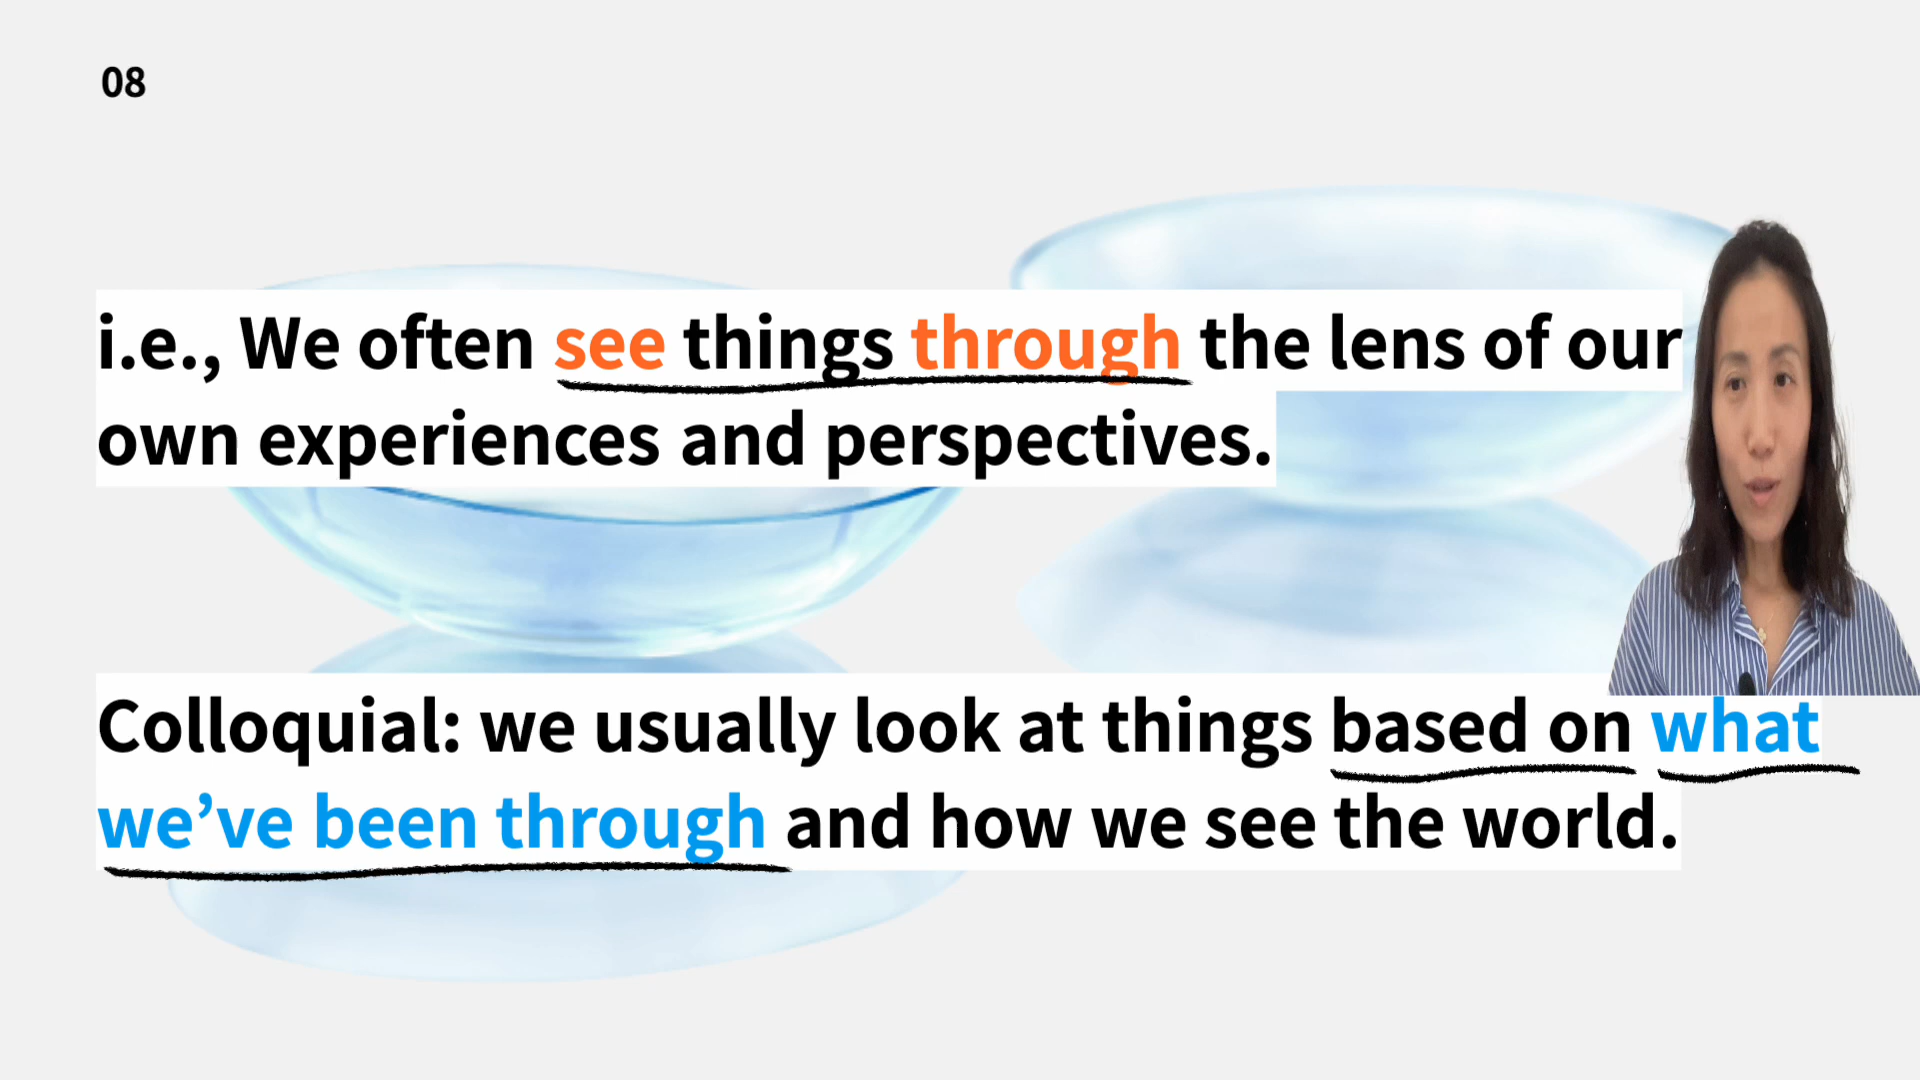 08
i.e., We often see things through the lens of our
own experiences and perspectives.
Colloquial: we usually look at things based on what
we’ve been through and how we see the world.